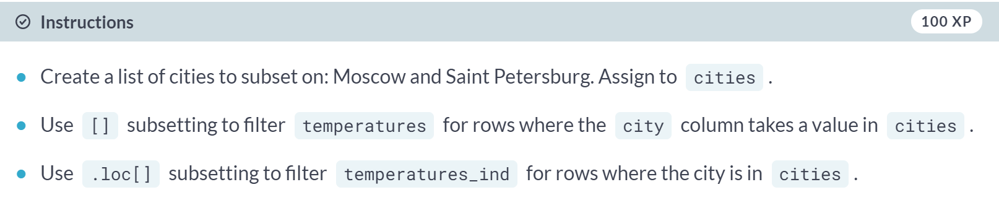 Instructions 100 XP
Create a list of cities to subset on: Moscow and Saint Petersburg. Assign to cities .
Use [] subsetting to filter temperatures for rows where the city column takes a value in cities .
Use .loc[] subsetting to filter temperatures_ind for rows where the city is in cities .